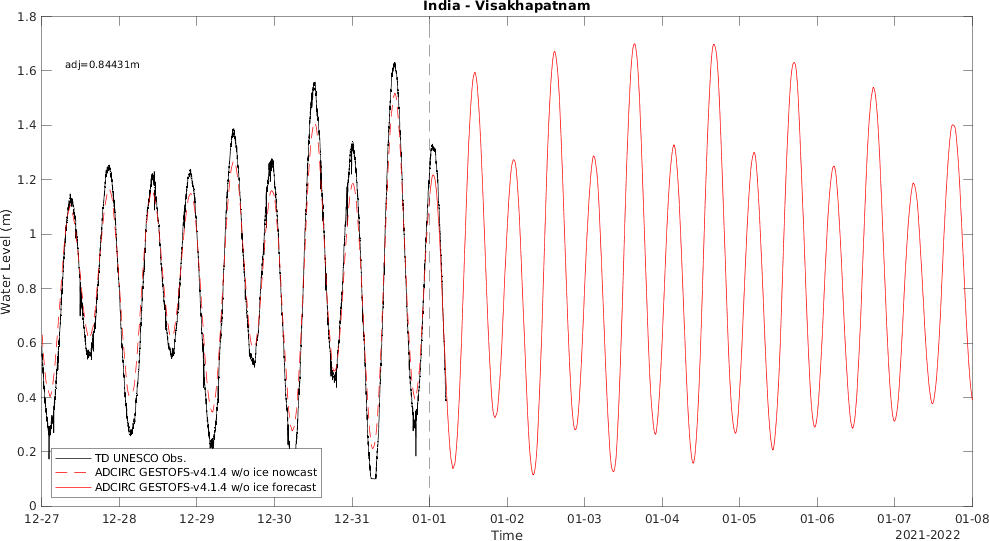 India - Visakhapatnam
1.8
1.6
1.4
1.2
1
0.8
0.6
0.4
0.2
0
Water Level (m)
adj=0.84431m
TD UNESCO Obs.
ADCIRC GESTOFS-v4.1.4 w/o ice nowcast
ADCIRC GESTOFS-v4.1.4 w/o ice forecast
12-27 12-28 12-29 12-30 12-31 01-01 01-02 01-03 01-04 01-05 01-06 01-07 01-08
Time
2021-2022